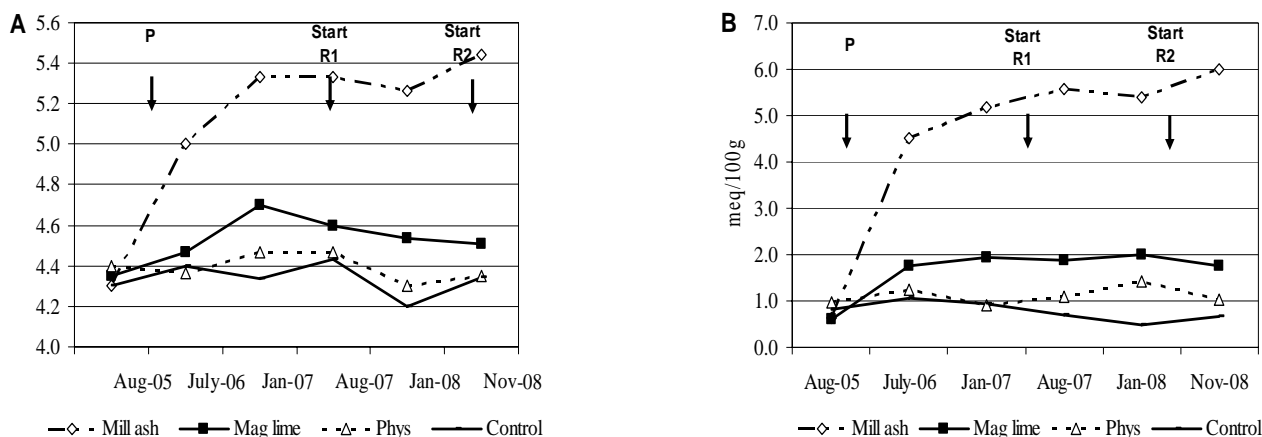 A
5.6
5.4
5.2
5.0
4.8
4.6
4.4
4.2
4.0
P
Start
R1
Start
R2
Aug-05 July-06 Jan-07 Aug-07 Jan-08 Nov-08
Mill ash Mag lime Phys Control
B
meq/100g
7.0
6.0
5.0
4.0
3.0
2.0
1.0
0.0
P
Start
R1
Start
R2
Aug-05 July-06 Jan-07 Aug-07 Jan-08 Nov-08
Mill ash Mag lime Phys Control